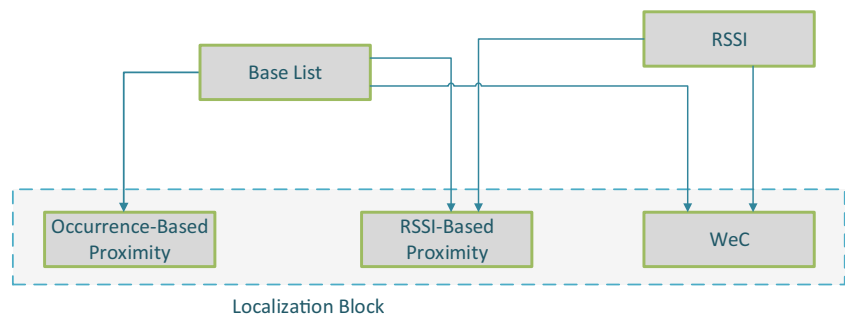 RSSI
Base List
Occurrence-Based
Proximity
RSSI-Based
Proximity
WeC
Localization Block